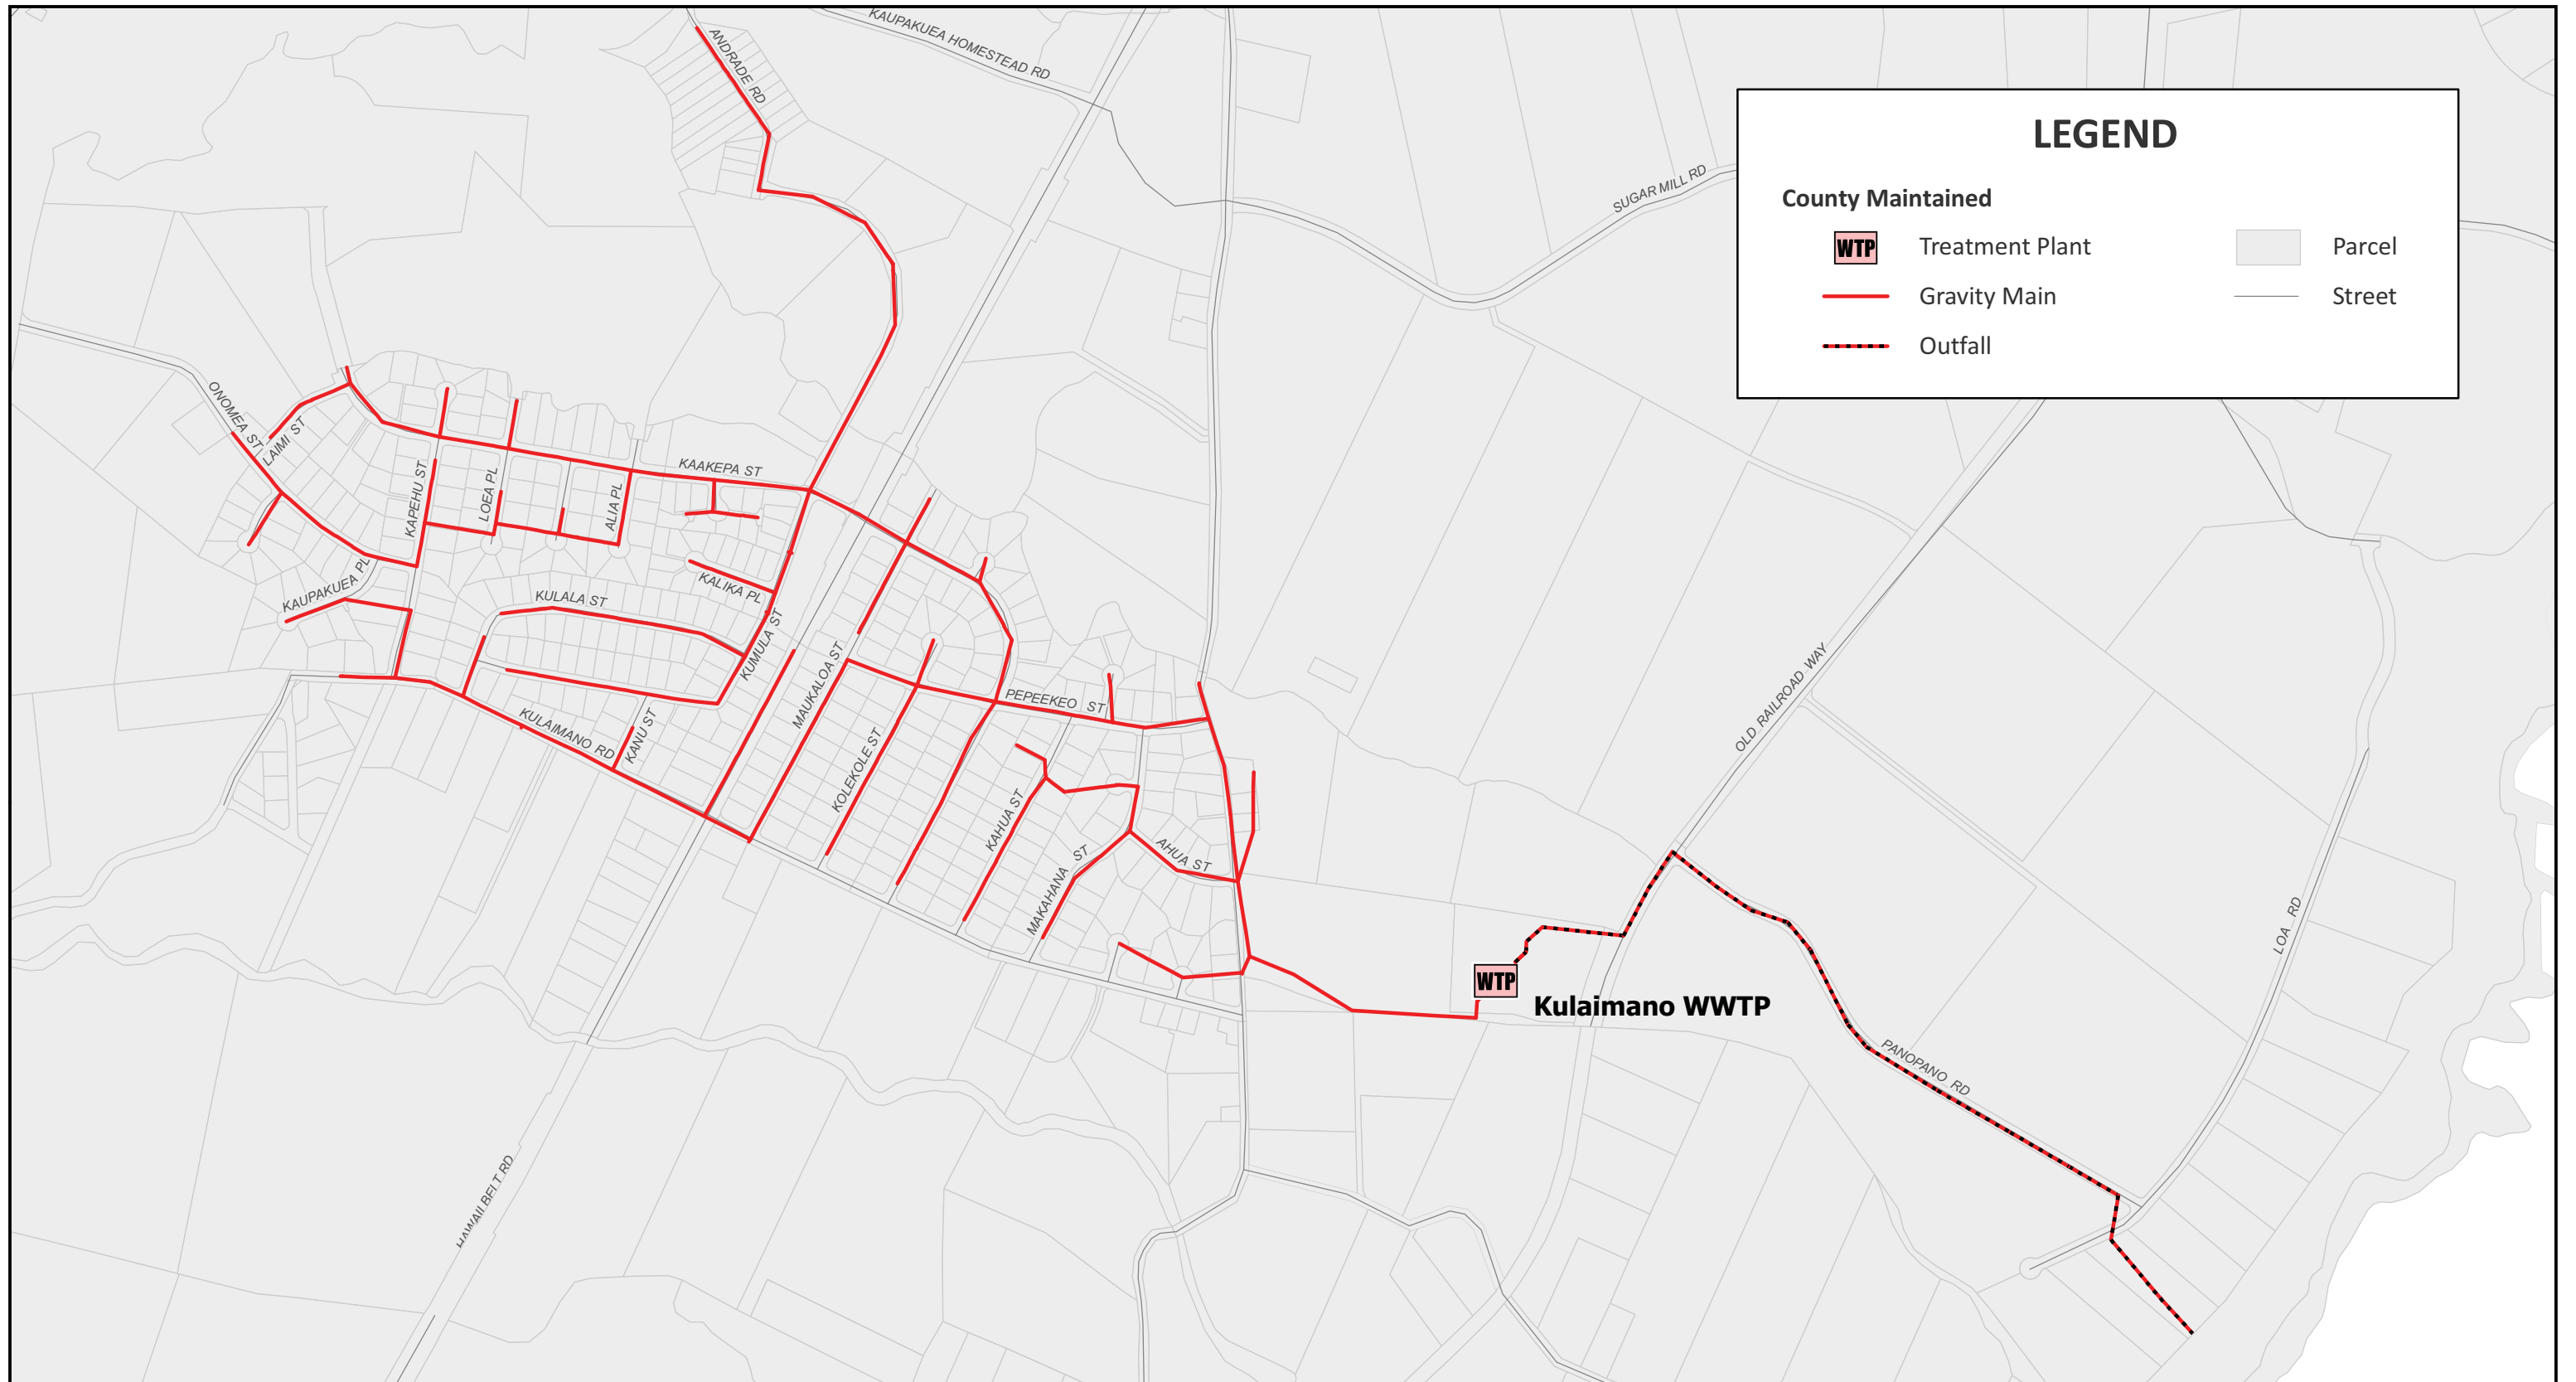 KAUPAKUEA HOMESTEAD RD
ANDRADE RD
LEGEND
County Maintained
WTP Treatment Plant
Parcel
Gravity Main
Street
Outfall
SUGAR MILL RD
ONOMEA ST
LAIMI ST
KAAKEPA ST
KAPEHU ST
LOEA PL
ALIA PL
KAUPAKUEA PL
KALIKA PL
KULALA ST
KUMULA ST
MAUKALOA ST
PEPEEKEO ST
OLD RAILROAD WAY
KULAIMANO RD
KANU ST
KOLEKOLE ST
KAHUA ST
AHUA ST
MAKAHANA ST
LOA RD
WTP
Kulaimano WWTP
PANOPANO RD
HAWAII BELT RD